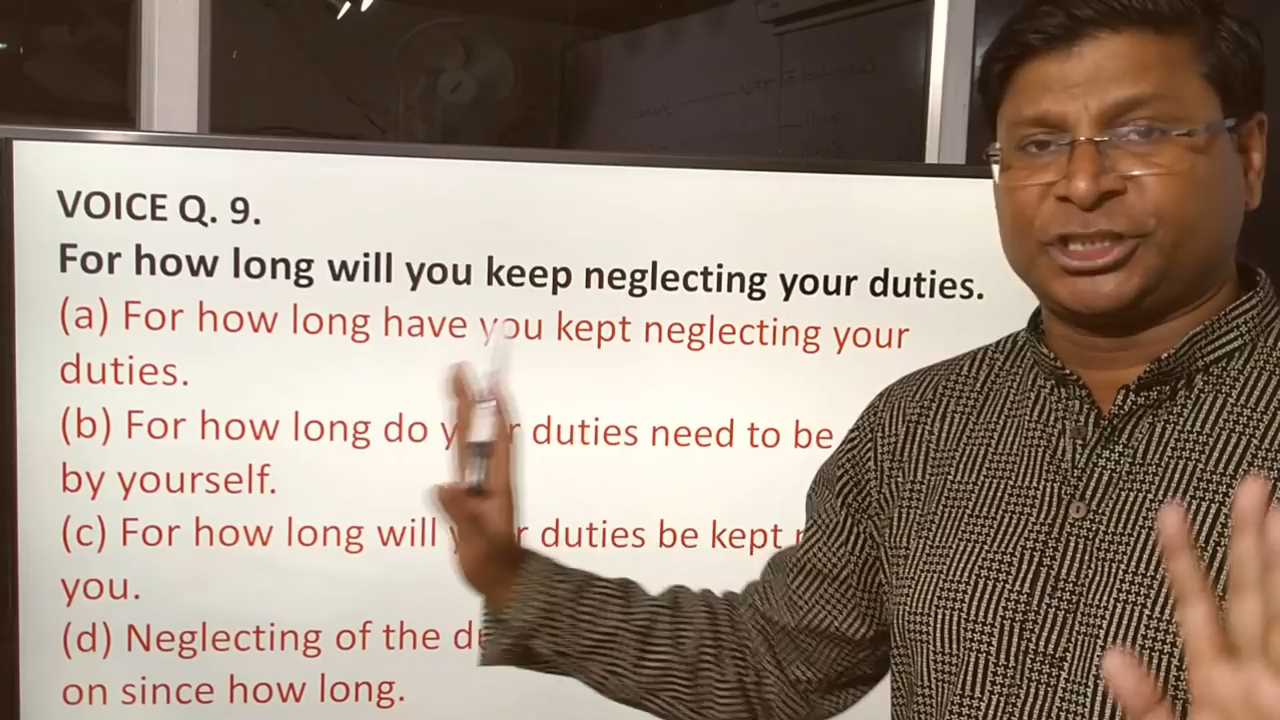 VOICE Q. 9.
For how long will you keep neglecting your duties.
(a) For how long have you kept neglecting your
duties.
(b) For how long do duties need to be
by yourself.
(c) For how long will duties be kept
you.
(d) Neglecting of the
on since how long.